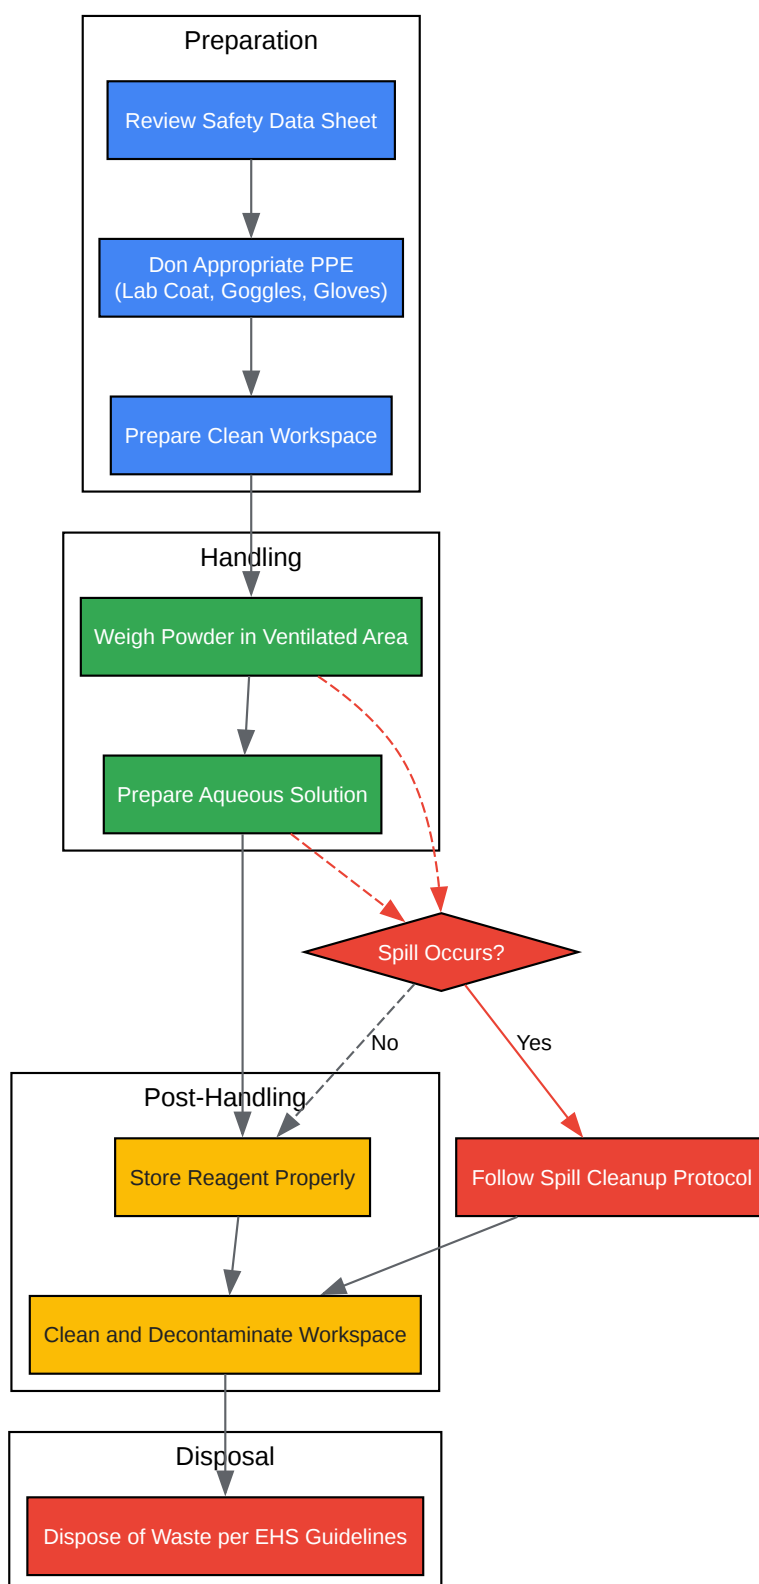 Preparation
Review Safety Data Sheet
Don Appropriate PPE
(Lab Coat, Goggles, Gloves)
Prepare Clean Workspace
Handling
Weigh Powder in Ventilated Area
Prepare Aqueous Solution
Spill Occurs?
No
Yes
Post-Handling
Store Reagent Properly
Follow Spill Cleanup Protocol
Clean and Decontaminate Workspace
Disposal
Dispose of Waste per EHS Guidelines